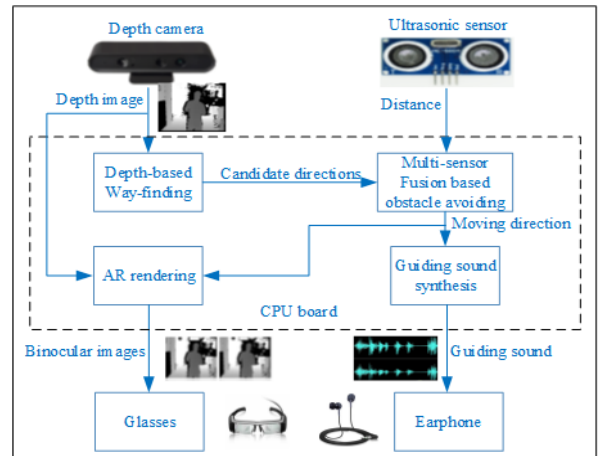 Depth camera
Ultrasonic sensor
Depth image
Distance
Depth-based
Way-finding
Candidate directions
Multi-sensor
Fusion based
obstacle avoiding
Moving direction
AR rendering
Guiding sound
synthesis
CPU board
Binocular images
Guiding sound
Glasses
Earphone